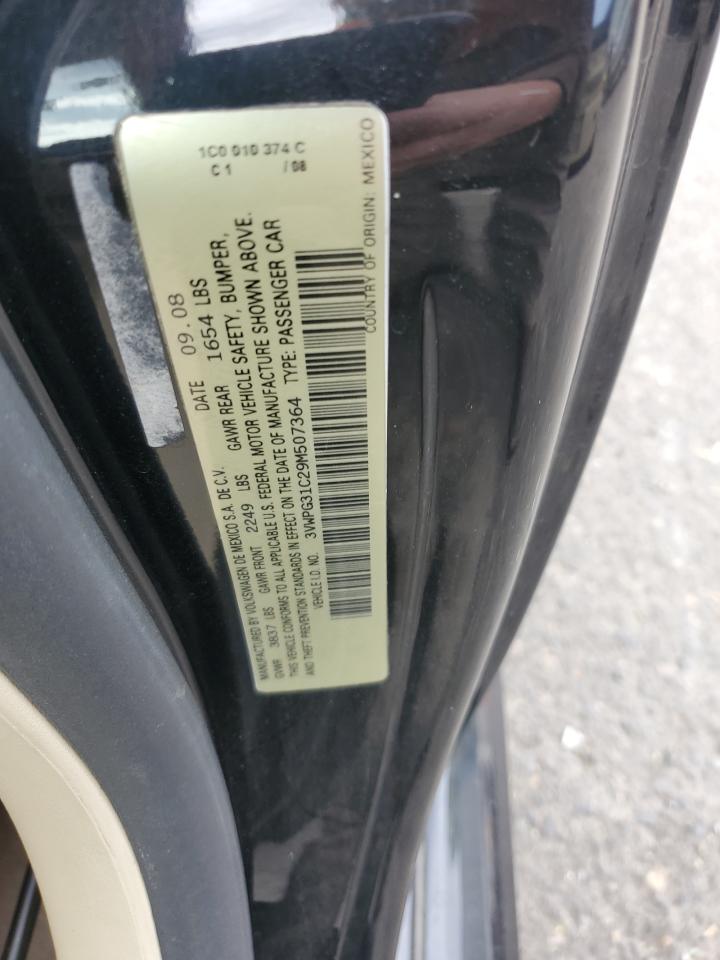 1C0 010 374 C
C 1 /08
MANUFACTURED BY VOLKSWAGEN DE MEXICO S.A. DE C.V. DATE 09.08
GVWR 3837 LBS GAWR FRONT 2249 LBS GAWR REAR 1654 LBS
THIS VEHICLE CONFORMS TO ALL APPLICABLE U.S. FEDERAL MOTOR VEHICLE SAFETY, BUMPER,
AND THEFT PREVENTION STANDARDS IN EFFECT ON THE DATE OF MANUFACTURE SHOWN ABOVE.
VEHICLE I.D. NO. 3VWPG31C29M507364 TYPE: PASSENGER CAR
COUNTRY OF ORIGIN: MEXICO